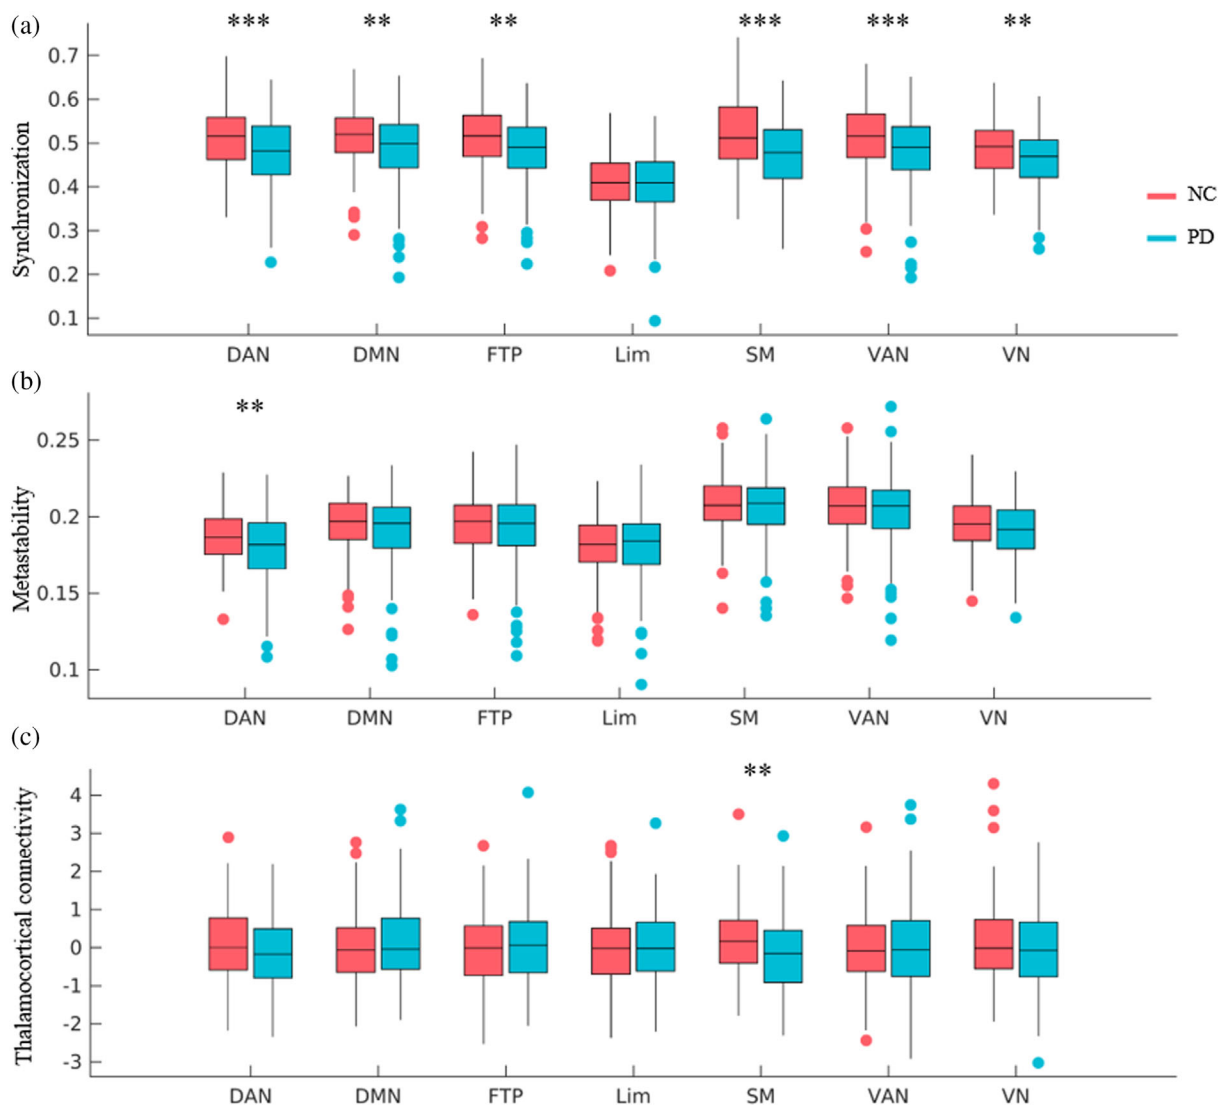 (a)
*** ** ** *** *** **
Synchronization
0.7
0.6
0.5
0.4
0.3
0.2
0.1
DAN DMN FTP Lim SM VAN VN
NC
PD
(b)
**
Metastability
0.25
0.2
0.15
0.1
DAN DMN FTP Lim SM VAN VN
(c)
**
Thalamocortical connectivity
4
3
2
1
0
-1
-2
-3
DAN DMN FTP Lim SM VAN VN